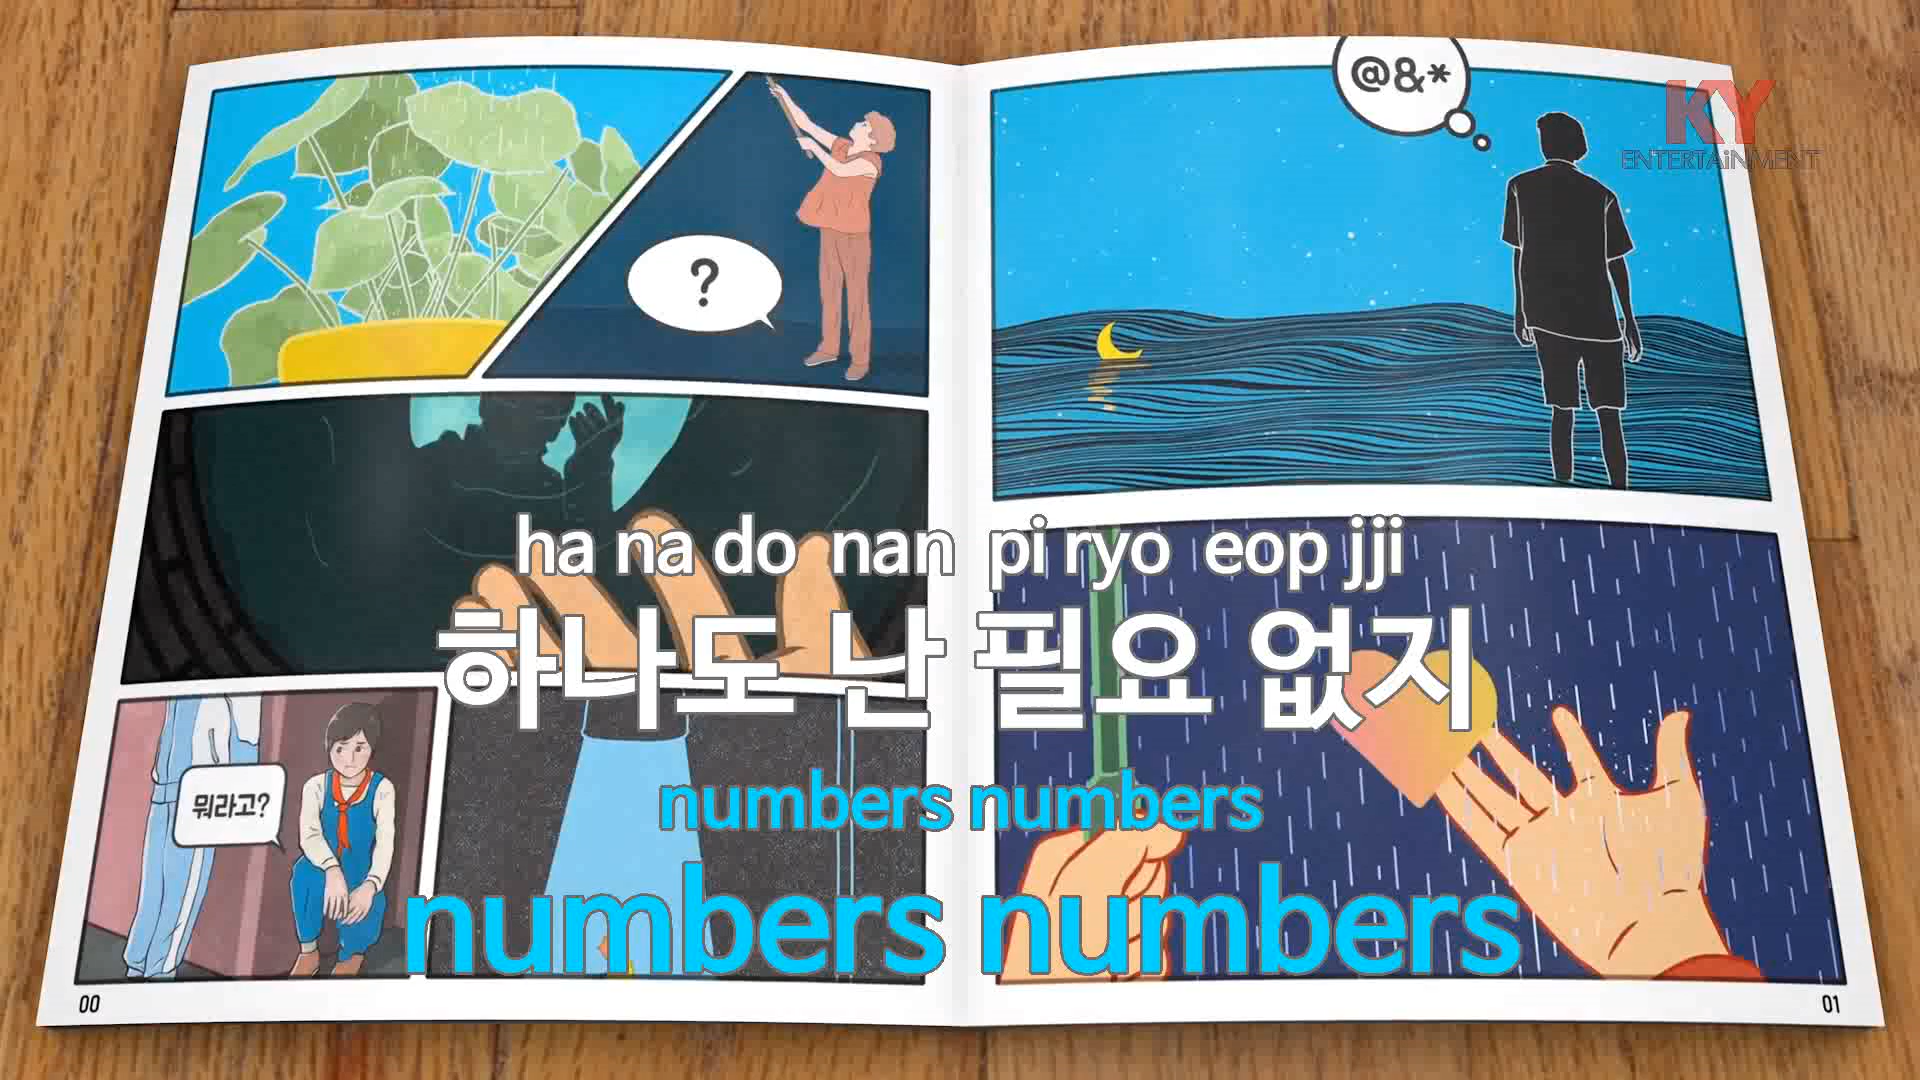 @&*
KY
ENTERTAiNMENT
?
ha na do nan pi ryo eop jji
하나도 난 필요 없지
뭐라고?
numbers numbers
numbers numbers
00
01